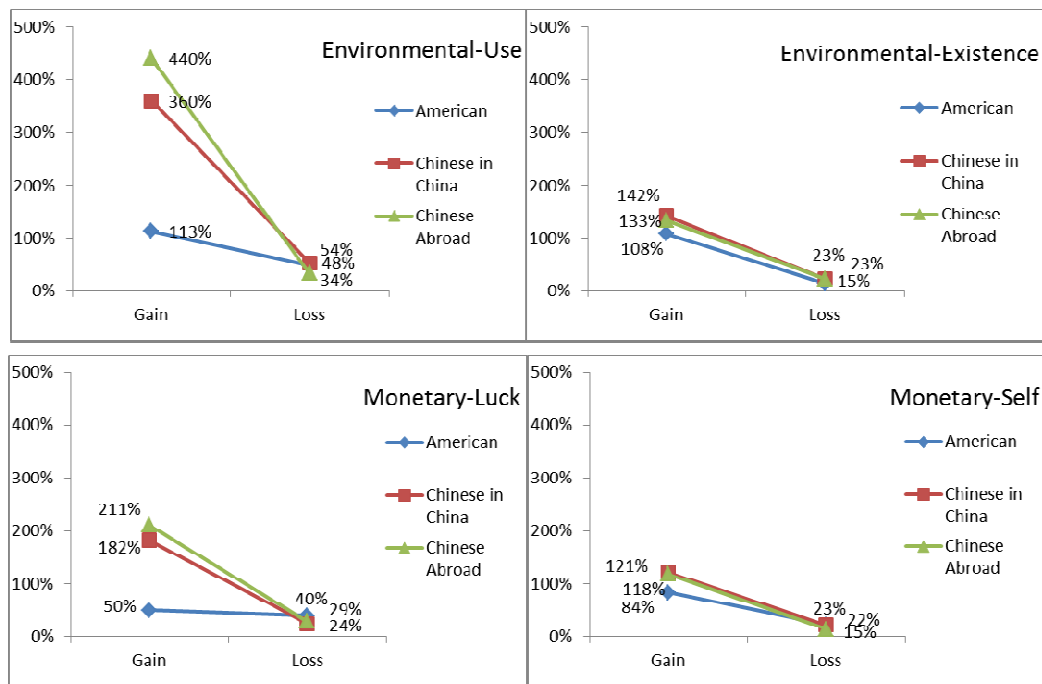 500%
Environmental-Use
440%
400%
360%
American
300%
Chinese in
China
200%
Chinese
Abroad
113%
100%
54%
48%
34%
0%
Gain
Loss
500%
Environmental-Existence
400%
American
300%
Chinese in
China
200%
142%
Chinese
Abroad
133%
108%
100%
23%
23%
15%
0%
Gain
Loss
500%
Monetary-Luck
400%
American
300%
Chinese in
China
211%
200%
182%
Chinese
Abroad
100%
50%
40%
29%
24%
0%
Gain
Loss
500%
Monetary-Self
400%
American
300%
Chinese in
China
200%
Chinese
Abroad
121%
118%
100%
84%
23%
22%
15%
0%
Gain
Loss